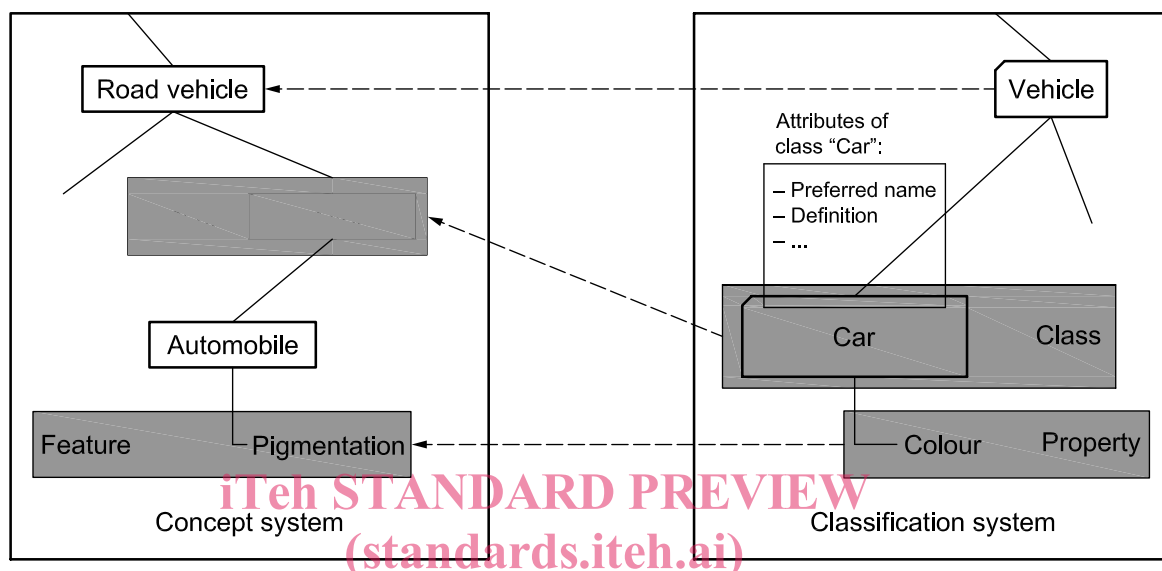 Road vehicle
Automobile
Feature
Pigmentation
Concept system
Vehicle
Attributes of
class “Car”:
– Preferred name
– Definition
– ...
Car
Class
Colour
Property
Classification system
iTeh STANDARD PREVIEW
(standards.iteh.ai)